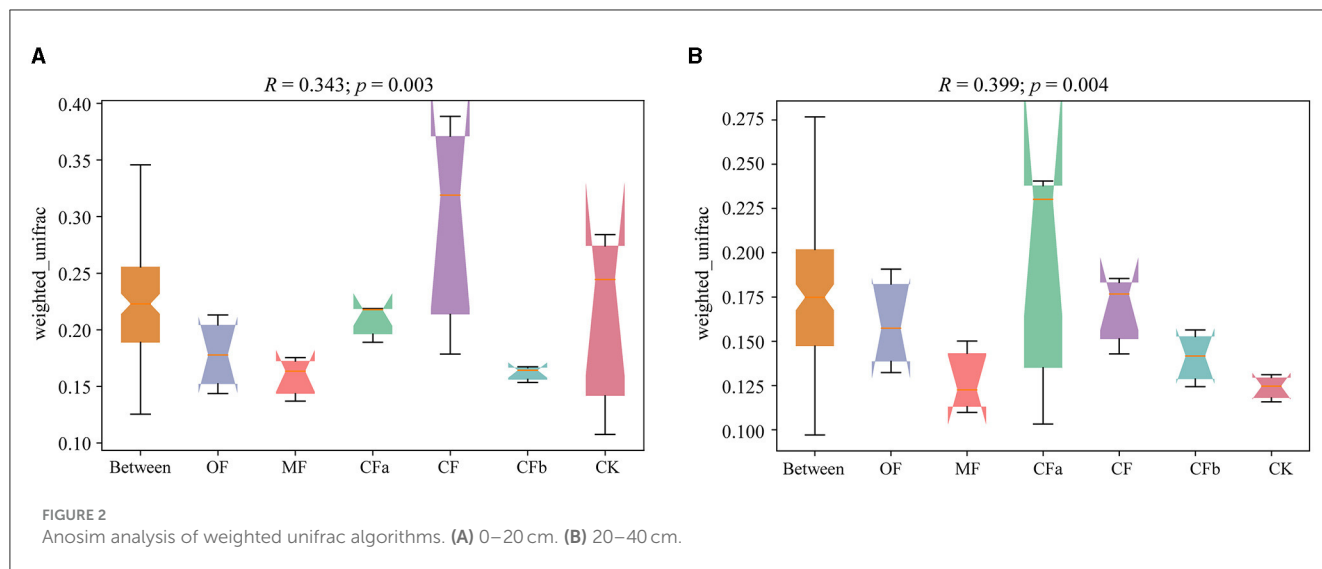 A
R = 0.343; p = 0.003
weighted_unifrac
0.40
0.35
0.30
0.25
0.20
0.15
0.10
Between OF MF CFa CF CFb CK
B
R = 0.399; p = 0.004
weighted_unifrac
0.275
0.250
0.225
0.200
0.175
0.150
0.125
0.100
Between OF MF CFa CF CFb CK
FIGURE 2
Anosim analysis of weighted unifrac algorithms. (A) 0–20 cm. (B) 20–40 cm.